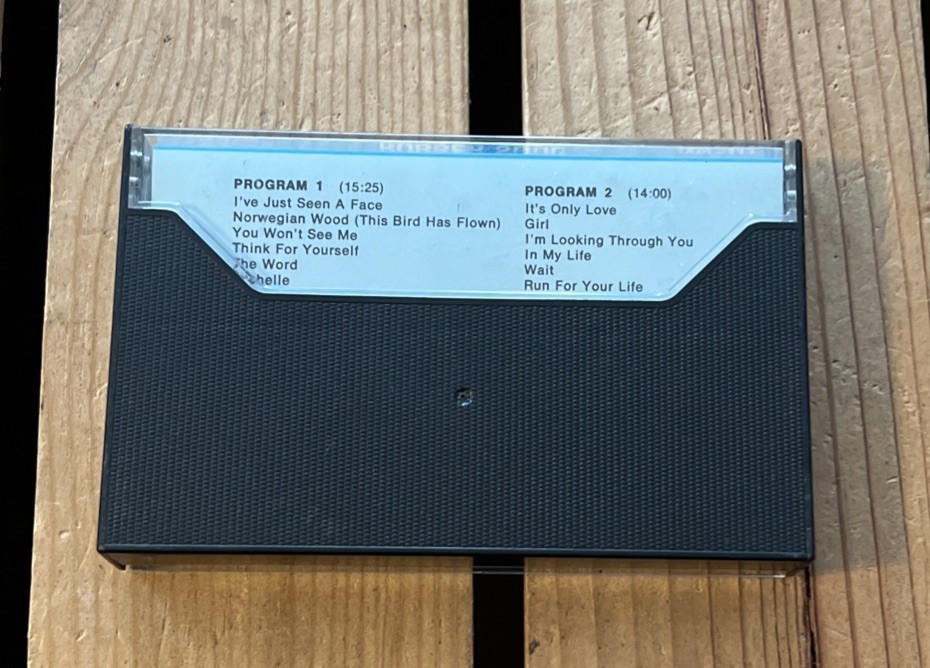 PROGRAM 1 (15:25)
I've Just Seen A Face
Norwegian Wood (This Bird Has Flown)
You Won't See Me
Think For Yourself
The Word
Michelle
PROGRAM 2 (14:00)
It's Only Love
Girl
I'm Looking Through You
In My Life
Wait
Run For Your Life